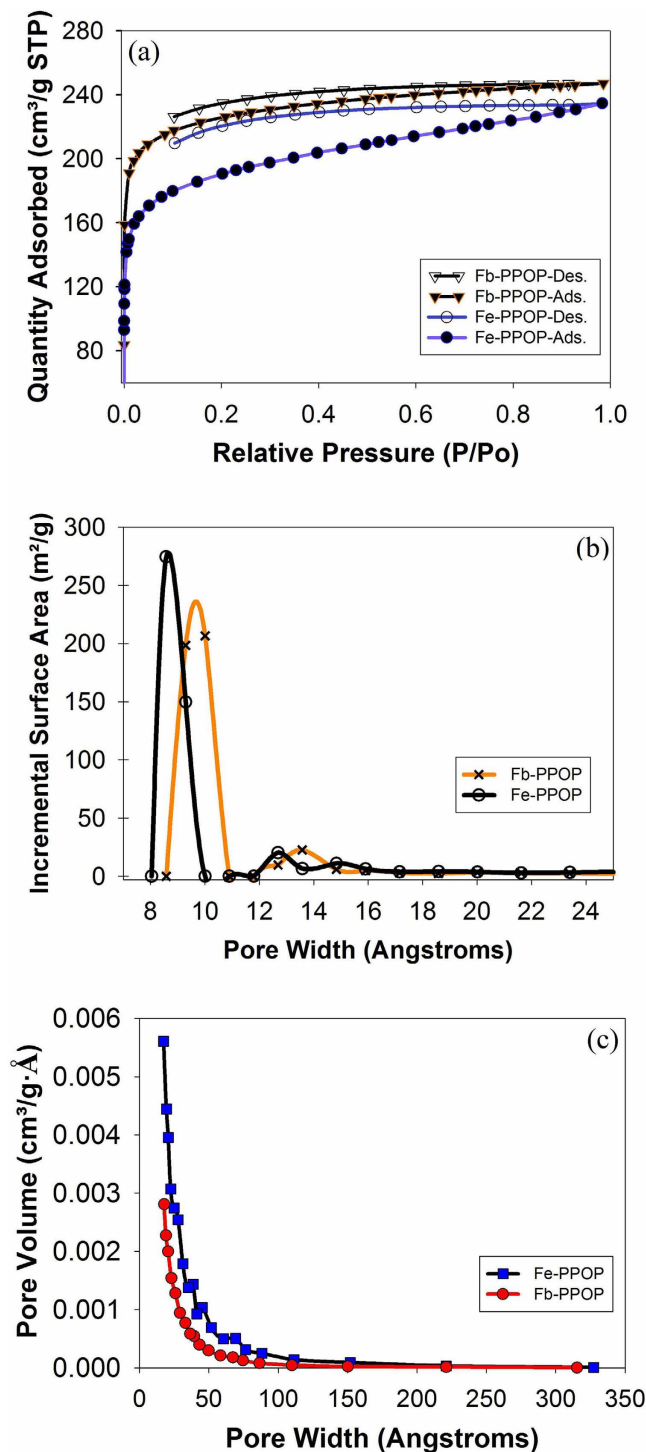 (a)
Quantity Adsorbed (cm³/g STP)
280
240
200
160
120
80
Fb-PPOP-Des.
Fb-PPOP-Ads.
Fe-PPOP-Des.
Fe-PPOP-Ads.
0.0 0.2 0.4 0.6 0.8 1.0
Relative Pressure (P/Po)
(b)
Incremental Surface Area (m²/g)
300
250
200
150
100
50
0
Fb-PPOP
Fe-PPOP
8 10 12 14 16 18 20 22 24
Pore Width (Angstroms)
(c)
Pore Volume (cm³/g·Å)
0.006
0.005
0.004
0.003
0.002
0.001
0.000
Fe-PPOP
Fb-PPOP
0 50 100 150 200 250 300 350
Pore Width (Angstroms)